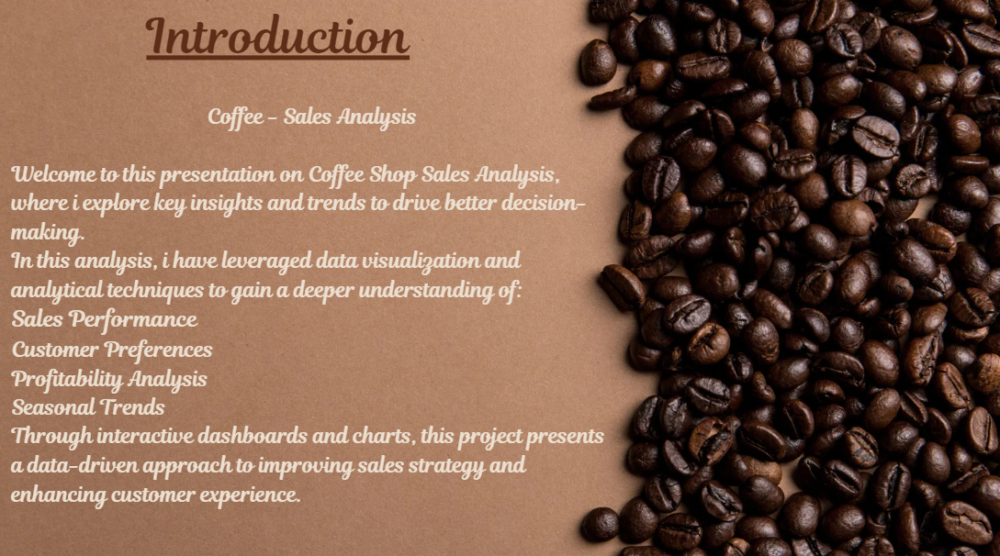 Introduction
Coffee - Sales Analysis
Welcome to this presentation on Coffee Shop Sales Analysis,
where i explore key insights and trends to drive better decision-
making.
In this analysis, i have leveraged data visualization and
analytical techniques to gain a deeper understanding of:
Sales Performance
Customer Preferences
Profitability Analysis
Seasonal Trends
Through interactive dashboards and charts, this project presents
a data-driven approach to improving sales strategy and
enhancing customer experience.